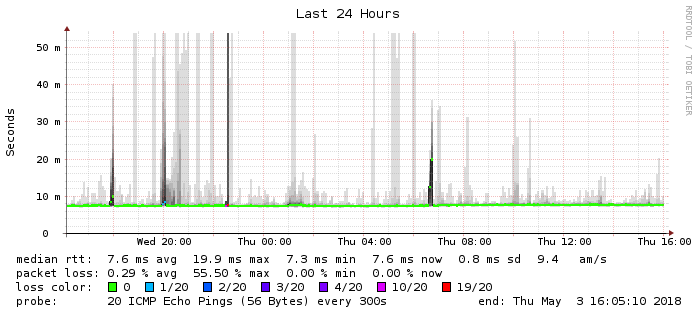 Last 24 Hours
RRDTOOL / TOBI OETIKER
Seconds
50 m
40 m
30 m
20 m
10 m
0
Wed 20:00 Thu 00:00 Thu 04:00 Thu 08:00 Thu 12:00 Thu 16:00
median rtt: 7.6 ms avg 19.9 ms max 7.3 ms min 7.6 ms now 0.8 ms sd 9.4 am/s
packet loss: 0.29 % avg 55.50 % max 0.00 % min 0.00 % now
loss color: 0 1/20 2/20 3/20 4/20 10/20 19/20
probe: 20 ICMP Echo Pings (56 Bytes) every 300s end: Thu May 3 16:05:10 2018